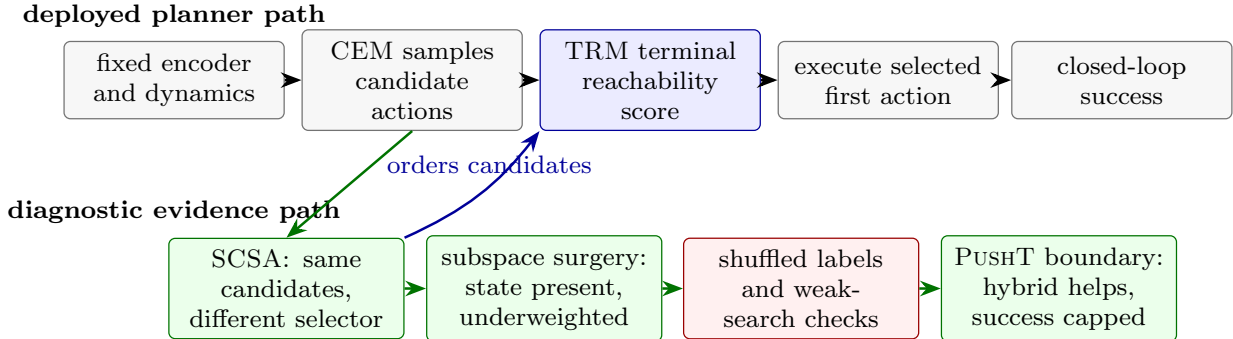 deployed planner path
fixed encoder
and dynamics
CEM samples
candidate
actions
TRM terminal
reachability
score
execute selected
first action
closed-loop
success
orders candidates
diagnostic evidence path
SCSA: same
candidates,
different selector
subspace surgery:
state present,
underweighted
shuffled labels
and weak-
search checks
PUSHT boundary:
hybrid helps,
success capped